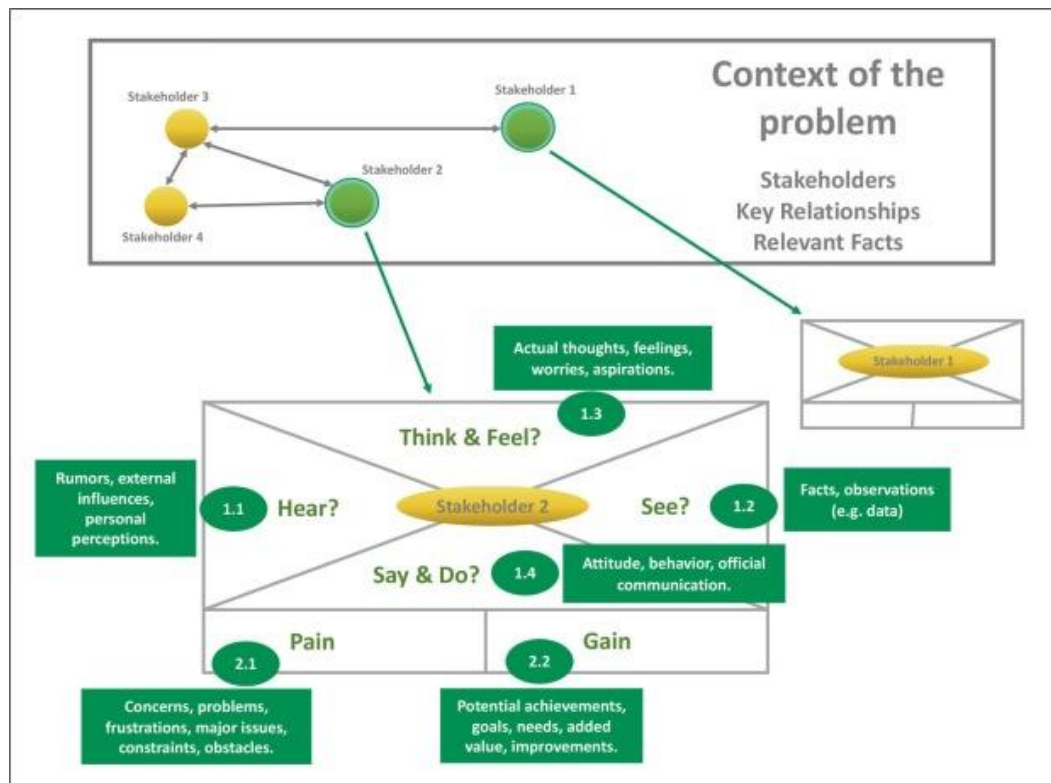 Context of the
problem
Stakeholders
Key Relationships
Relevant Facts
Stakeholder 3
Stakeholder 1
Stakeholder 2
Stakeholder 4
Stakeholder 1
Actual thoughts, feelings,
worries, aspirations.
1.3
Think & Feel?
Rumors, external
influences,
personal
perceptions.
1.1
Hear?
Stakeholder 2
See?
1.2
Facts, observations
(e.g. data)
Say & Do?
1.4
Attitude, behavior, official
communication.
Pain
Gain
2.1
2.2
Concerns, problems,
frustrations, major issues,
constraints, obstacles.
Potential achievements,
goals, needs, added
value, improvements.